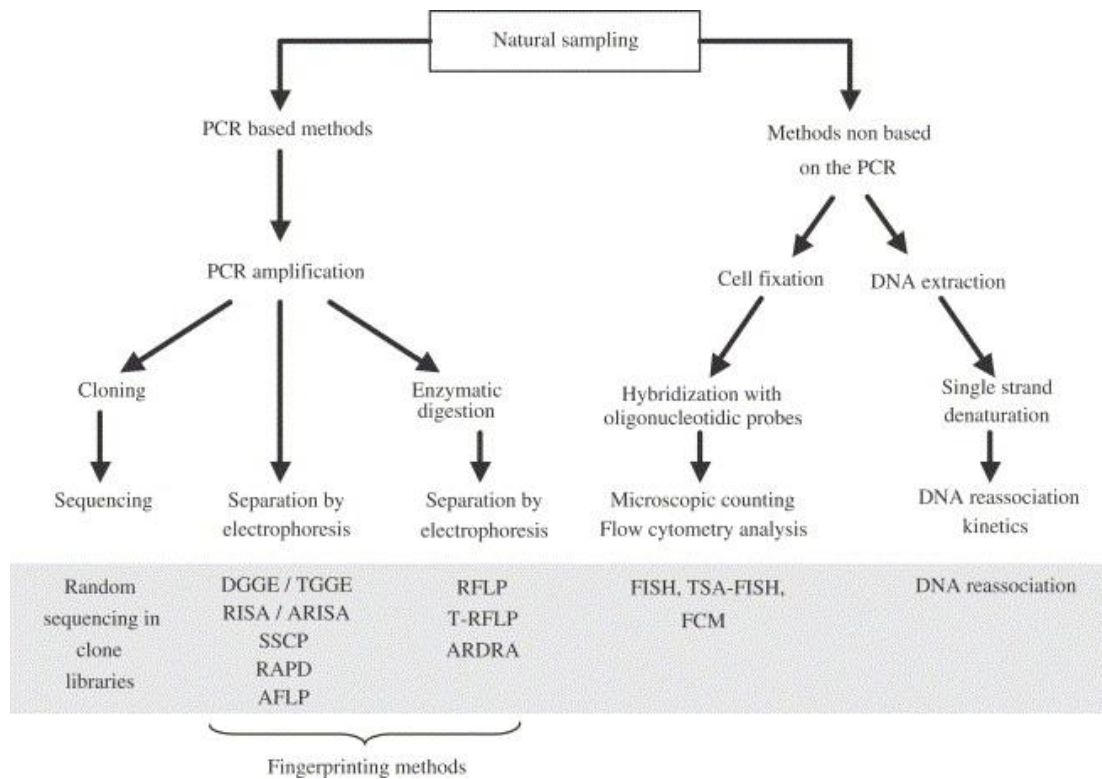 Natural sampling
PCR based methods
Methods non based
on the PCR
PCR amplification
Cell fixation
DNA extraction
Cloning
Enzymatic
digestion
Hybridization with
oligonucleotidic probes
Single strand
denaturation
Sequencing
Separation by
electrophoresis
Separation by
electrophoresis
Microscopic counting
Flow cytometry analysis
DNA reassociation
kinetics
Random
sequencing in
clone
libraries
DGGE / TGGE
RISA / ARISA
SSCP
RAPD
AFLP
RFLP
T-RFLP
ARDRA
FISH, TSA-FISH,
FCM
DNA reassociation
Fingerprinting methods